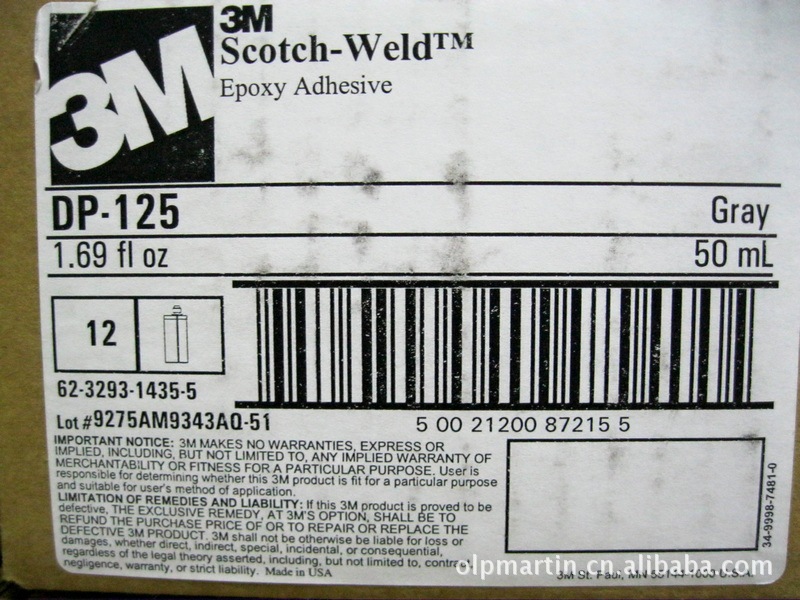 3M
3M
Scotch-Weld™
Epoxy Adhesive
DP-125 Gray
1.69 fl oz 50 mL
12
62-3293-1435-5
Lot #9275AM9343AQ-51
5 00 21200 87215 5
IMPORTANT NOTICE: 3M MAKES NO WARRANTIES, EXPRESS OR
IMPLIED, INCLUDING, BUT NOT LIMITED TO, ANY IMPLIED WARRANTY OF
MERCHANTABILITY OR FITNESS FOR A PARTICULAR PURPOSE. User is
responsible for determining whether this 3M product is fit for a particular purpose
and suitable for user's method of application.
LIMITATION OF REMEDIES AND LIABILITY: If this 3M product is proved to be
defective, THE EXCLUSIVE REMEDY, AT 3M'S OPTION, SHALL BE TO
REFUND THE PURCHASE PRICE OF OR TO REPAIR OR REPLACE THE
DEFECTIVE 3M PRODUCT. 3M shall not be otherwise be liable for loss or
damages, whether direct, indirect, special, incidental, or consequential,
regardless of the legal theory asserted, including, but not limited to, contract,
negligence, warranty, or strict liability. Made in USA
34-9998-7481-0
olpmartin.cn.alibaba.com
3M St. Paul, MN U.S.A.